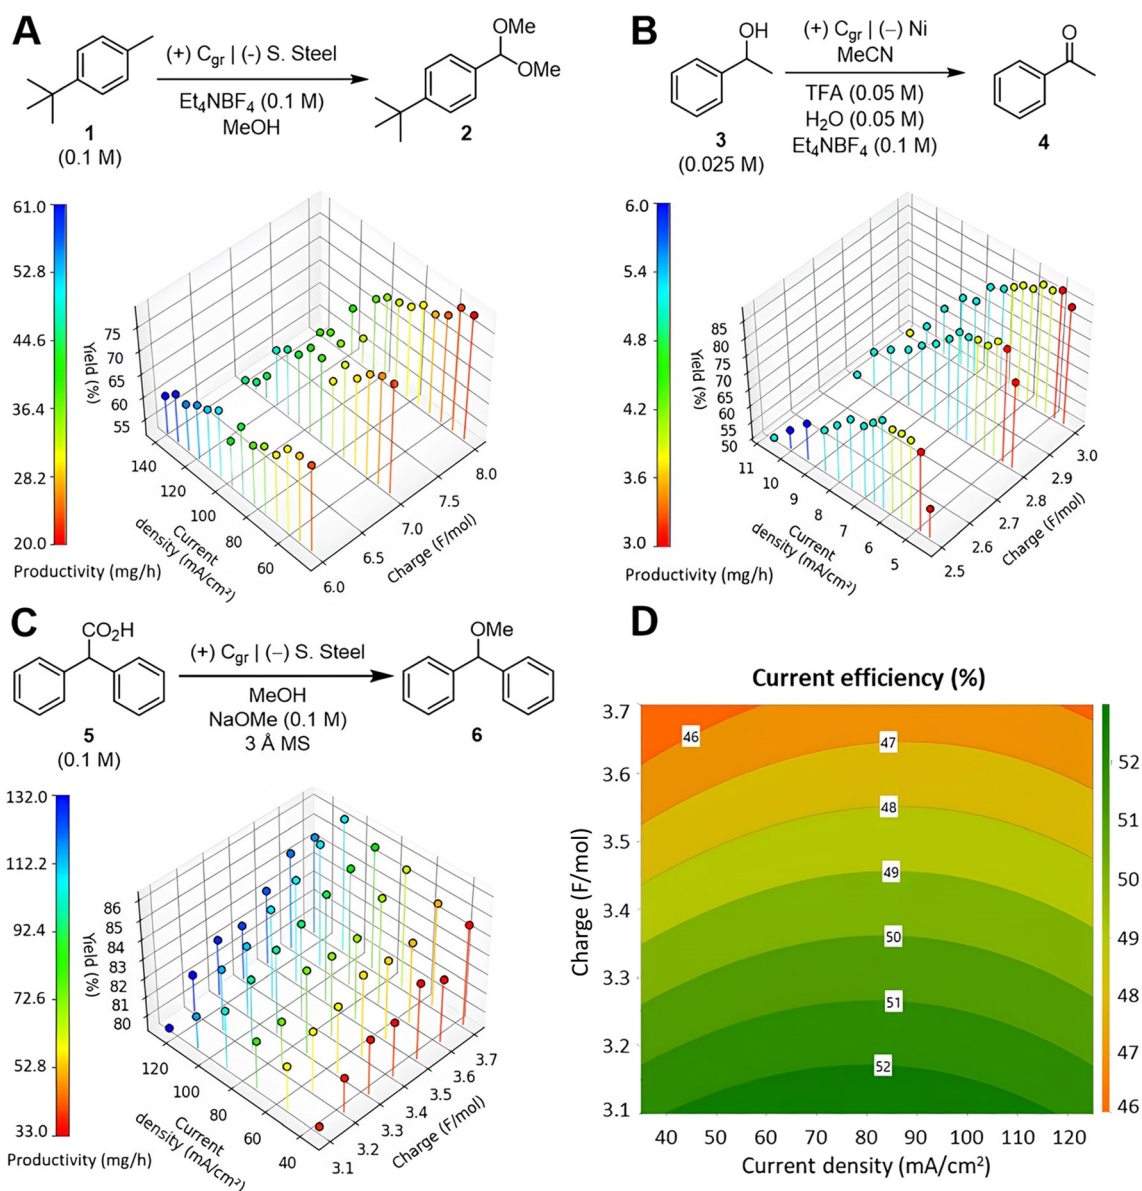 A
(+) Cgr | (-) S. Steel
Et₄NBF₄ (0.1 M)
MeOH
1
(0.1 M)
OMe
OMe
2
61.0
52.8
44.6
36.4
28.2
20.0
Productivity (mg/h)
75
70
65
60
55
Yield (%)
140
120
100
80
60
Current
density (mA/cm²)
6.0
6.5
7.0
7.5
8.0
Charge (F/mol)
B
OH
3
(0.025 M)
(+) Cgr | (−) Ni
MeCN
TFA (0.05 M)
H₂O (0.05 M)
Et₄NBF₄ (0.1 M)
O
4
6.0
5.4
4.8
4.2
3.6
3.0
Productivity (mg/h)
85
80
75
70
65
60
55
50
Yield (%)
11
10
9
8
7
6
5
Current
density (mA/cm²)
2.5
2.6
2.7
2.8
2.9
3.0
Charge (F/mol)
C
CO₂H
5
(0.1 M)
(+) Cgr | (−) S. Steel
MeOH
NaOMe (0.1 M)
3 Å MS
OMe
6
132.0
112.2
92.4
72.6
52.8
33.0
Productivity (mg/h)
86
85
84
83
82
81
80
Yield (%)
120
100
80
60
40
Current
density (mA/cm²)
3.1
3.2
3.3
3.4
3.5
3.6
3.7
Charge (F/mol)
D
Current efficiency (%)
3.7
3.6
3.5
3.4
3.3
3.2
3.1
Charge (F/mol)
46
47
48
49
50
51
52
40 50 60 70 80 90 100 110 120
Current density (mA/cm²)
52
51
50
49
48
47
46